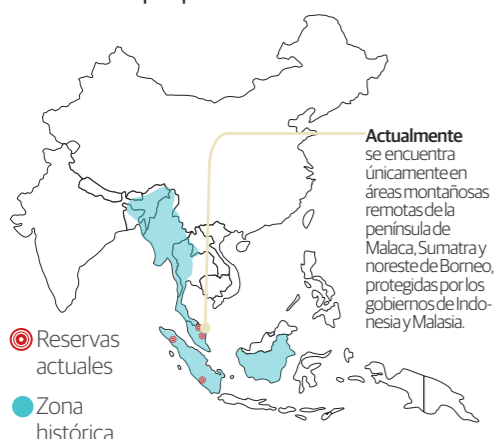 Actualmente
se encuentra
únicamente en
áreas montañosas
remotas de la
península de
Malaca, Sumatra y
noreste de Borneo,
protegidas por los
gobiernos de Indo-
nesia y Malasia.
Reservas
actuales
Zona
histórica